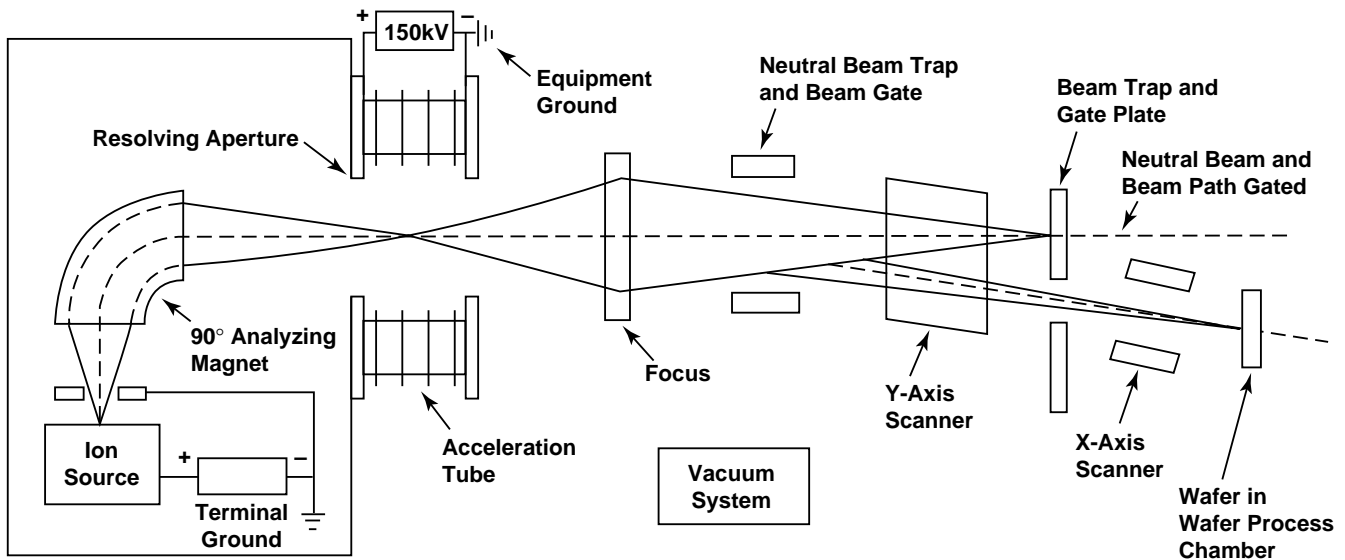 +
150kV
−
Equipment
Ground
Neutral Beam Trap
and Beam Gate
Beam Trap and
Gate Plate
Resolving Aperture
Neutral Beam and
Beam Path Gated
90° Analyzing
Magnet
Focus
Y-Axis
Scanner
X-Axis
Scanner
Acceleration
Tube
Ion
Source
+
−
Terminal
Ground
Vacuum
System
Wafer in
Wafer Process
Chamber